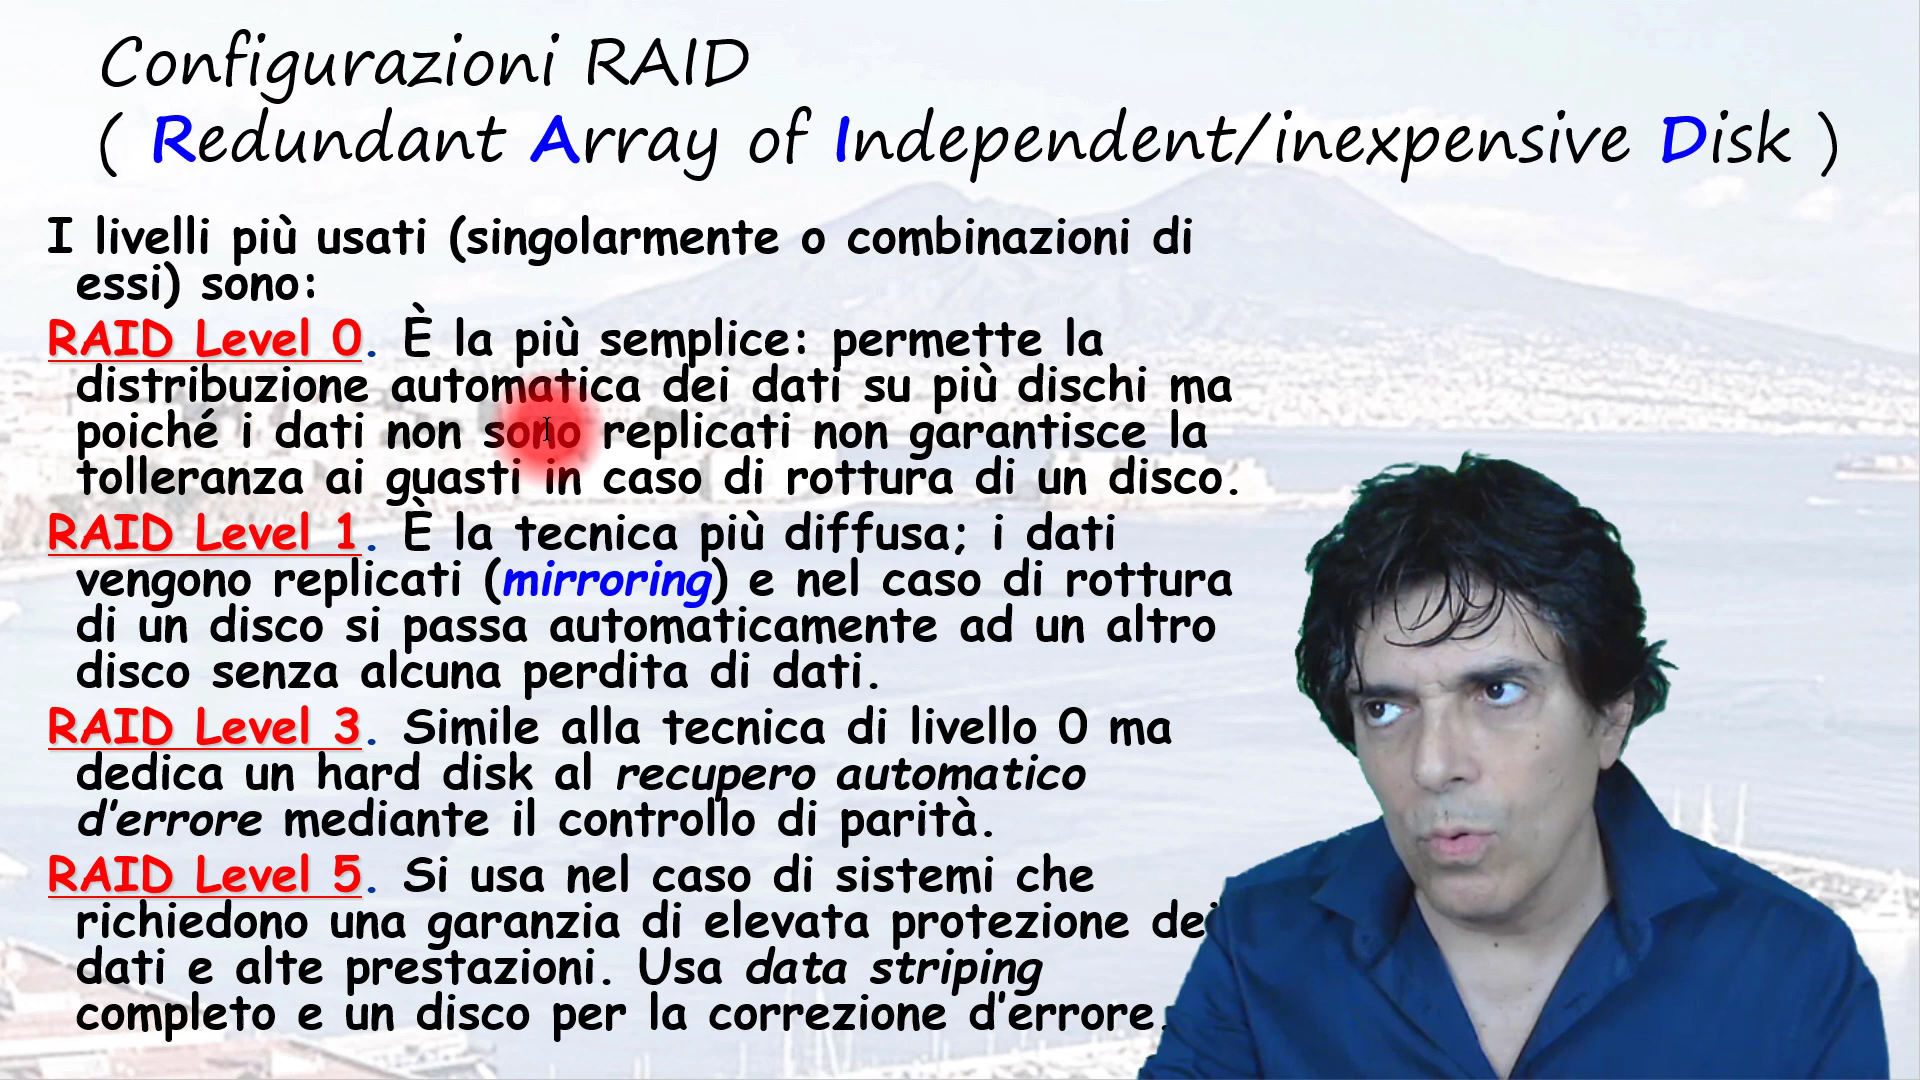 Configurazioni RAID
( Redundant Array of Independent/inexpensive Disk )
I livelli più usati (singolarmente o combinazioni di
essi) sono:
RAID Level 0. È la più semplice: permette la
distribuzione automatica dei dati su più dischi ma
poiché i dati non sono replicati non garantisce la
tolleranza ai guasti in caso di rottura di un disco.
RAID Level 1. È la tecnica più diffusa; i dati
vengono replicati (mirroring) e nel caso di rottura
di un disco si passa automaticamente ad un altro
disco senza alcuna perdita di dati.
RAID Level 3. Simile alla tecnica di livello 0 ma
dedica un hard disk al recupero automatico
d’errore mediante il controllo di parità.
RAID Level 5. Si usa nel caso di sistemi che
richiedono una garanzia di elevata protezione dei
dati e alte prestazioni. Usa data striping
completo e un disco per la correzione d’errore.